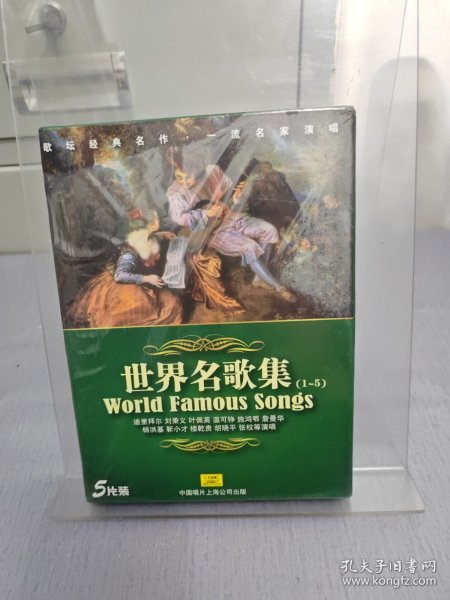 歌坛经典名作·一流名家演唱
世界名歌集(1~5)
World Famous Songs
迪里拜尔 刘秉义 叶佩英 温可铮 施鸿鄂 詹曼华
杨洪基 靳小才 楼乾贵 胡晓平 张权等演唱
5片装
中国唱片上海公司出版
孔夫子旧书网
www.kongfz.com